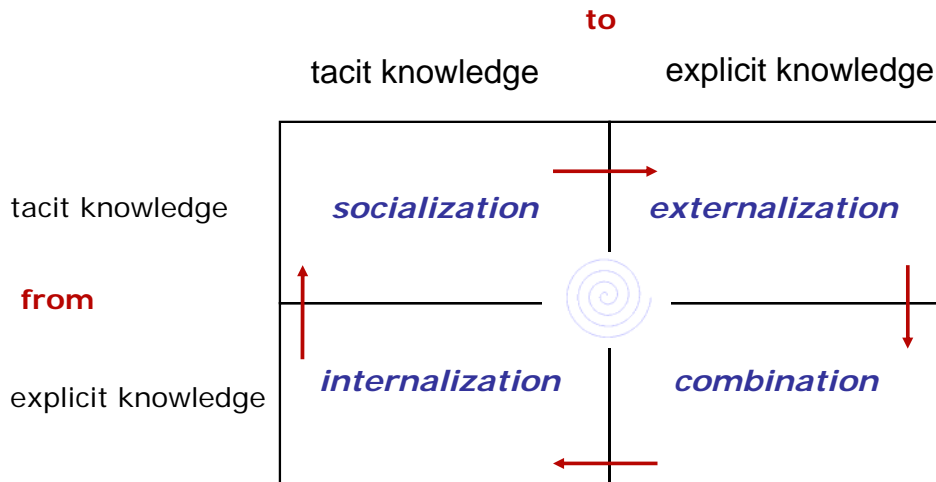 to
tacit knowledge explicit knowledge
tacit knowledge socialization externalization
from
explicit knowledge internalization combination